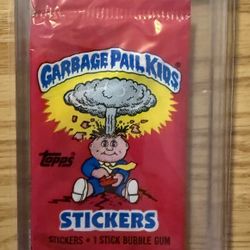 GARBAGE PAIL KIDS
topps
STICKERS
STICKERS • 1 STICK BUBBLE GUM